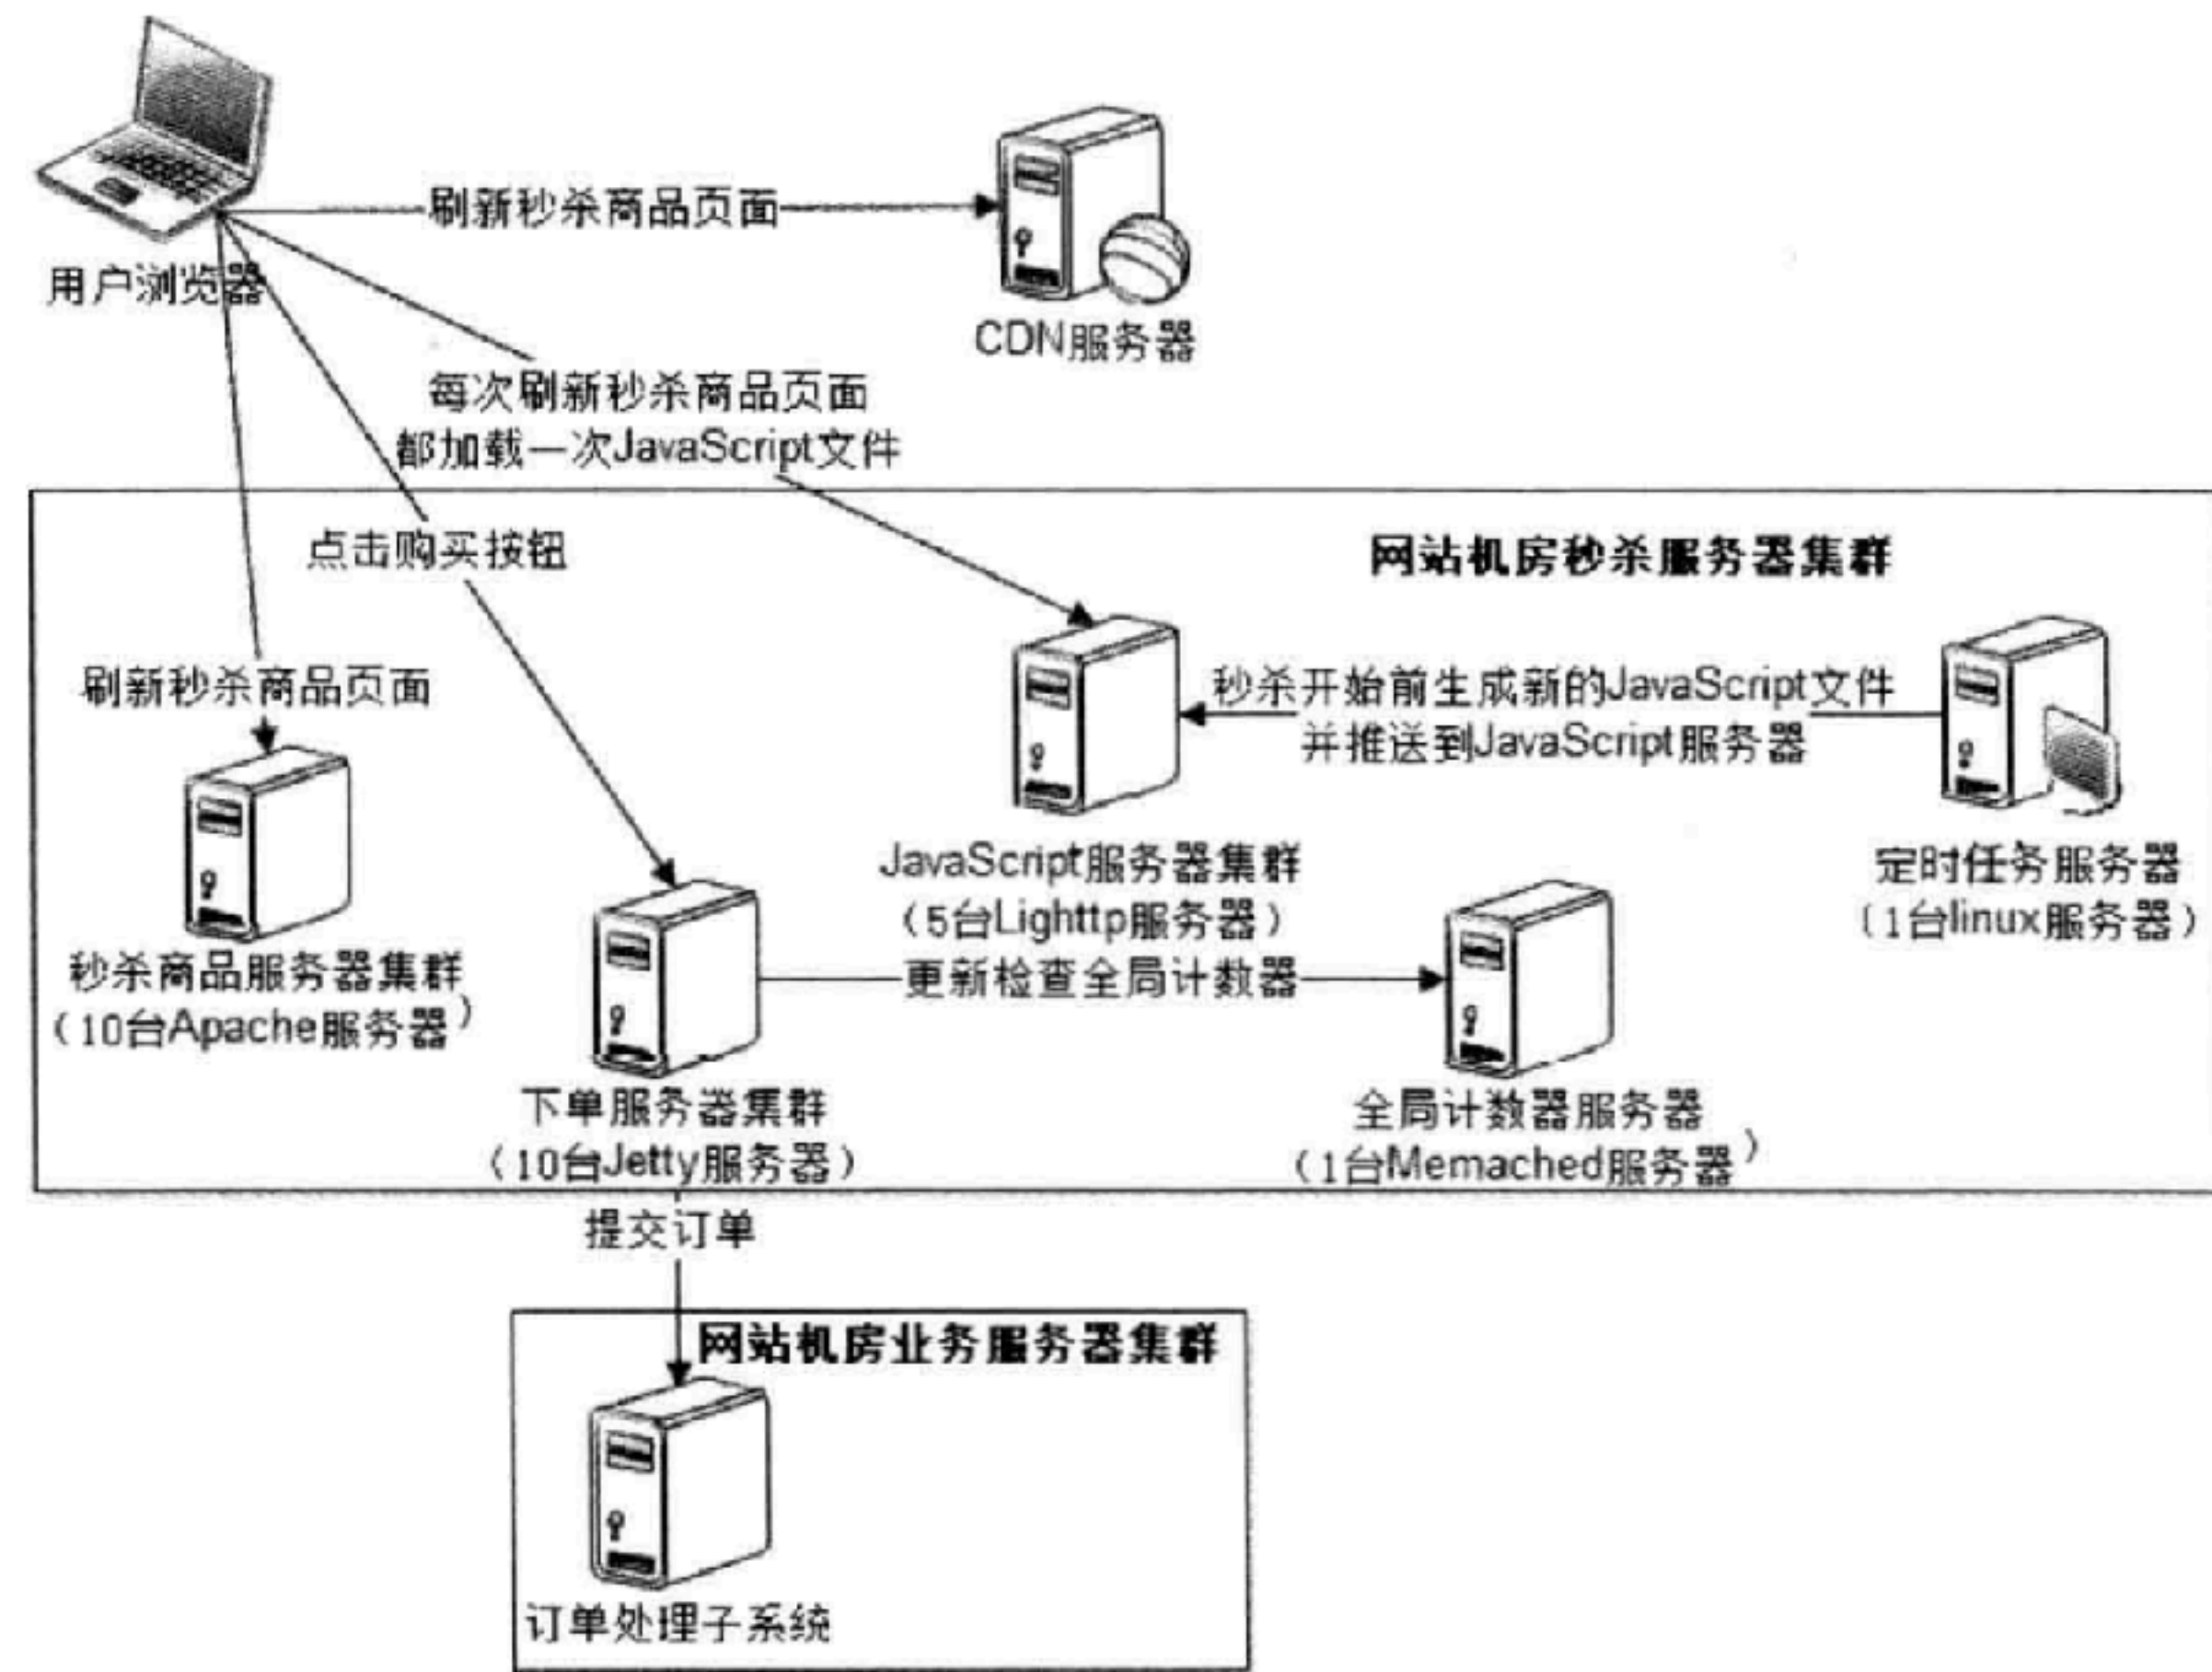 刷新秒杀商品页面
用户浏览器
CDN服务器
每次刷新秒杀商品页面
都加载一次JavaScript文件
点击购买按钮
网站机房秒杀服务器集群
刷新秒杀商品页面
秒杀开始前生成新的JavaScript文件
并推送到JavaScript服务器
JavaScript服务器集群
（5台Lighttp服务器）
定时任务服务器
（1台linux服务器）
秒杀商品服务器集群
（10台Apache服务器）
更新检查全局计数器
下单服务器集群
（10台Jetty服务器）
全局计数器服务器
（1台Memached服务器）
提交订单
网站机房业务服务器集群
订单处理子系统